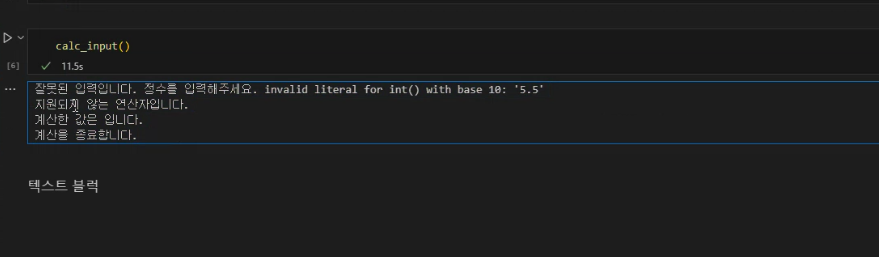 calc_input()
[6]
11.5s
잘못된 입력입니다. 정수를 입력해주세요. invalid literal for int() with base 10: '5.5'
지원되지 않는 연산자입니다.
계산한 값은 입니다.
계산을 종료합니다.
텍스트 블럭